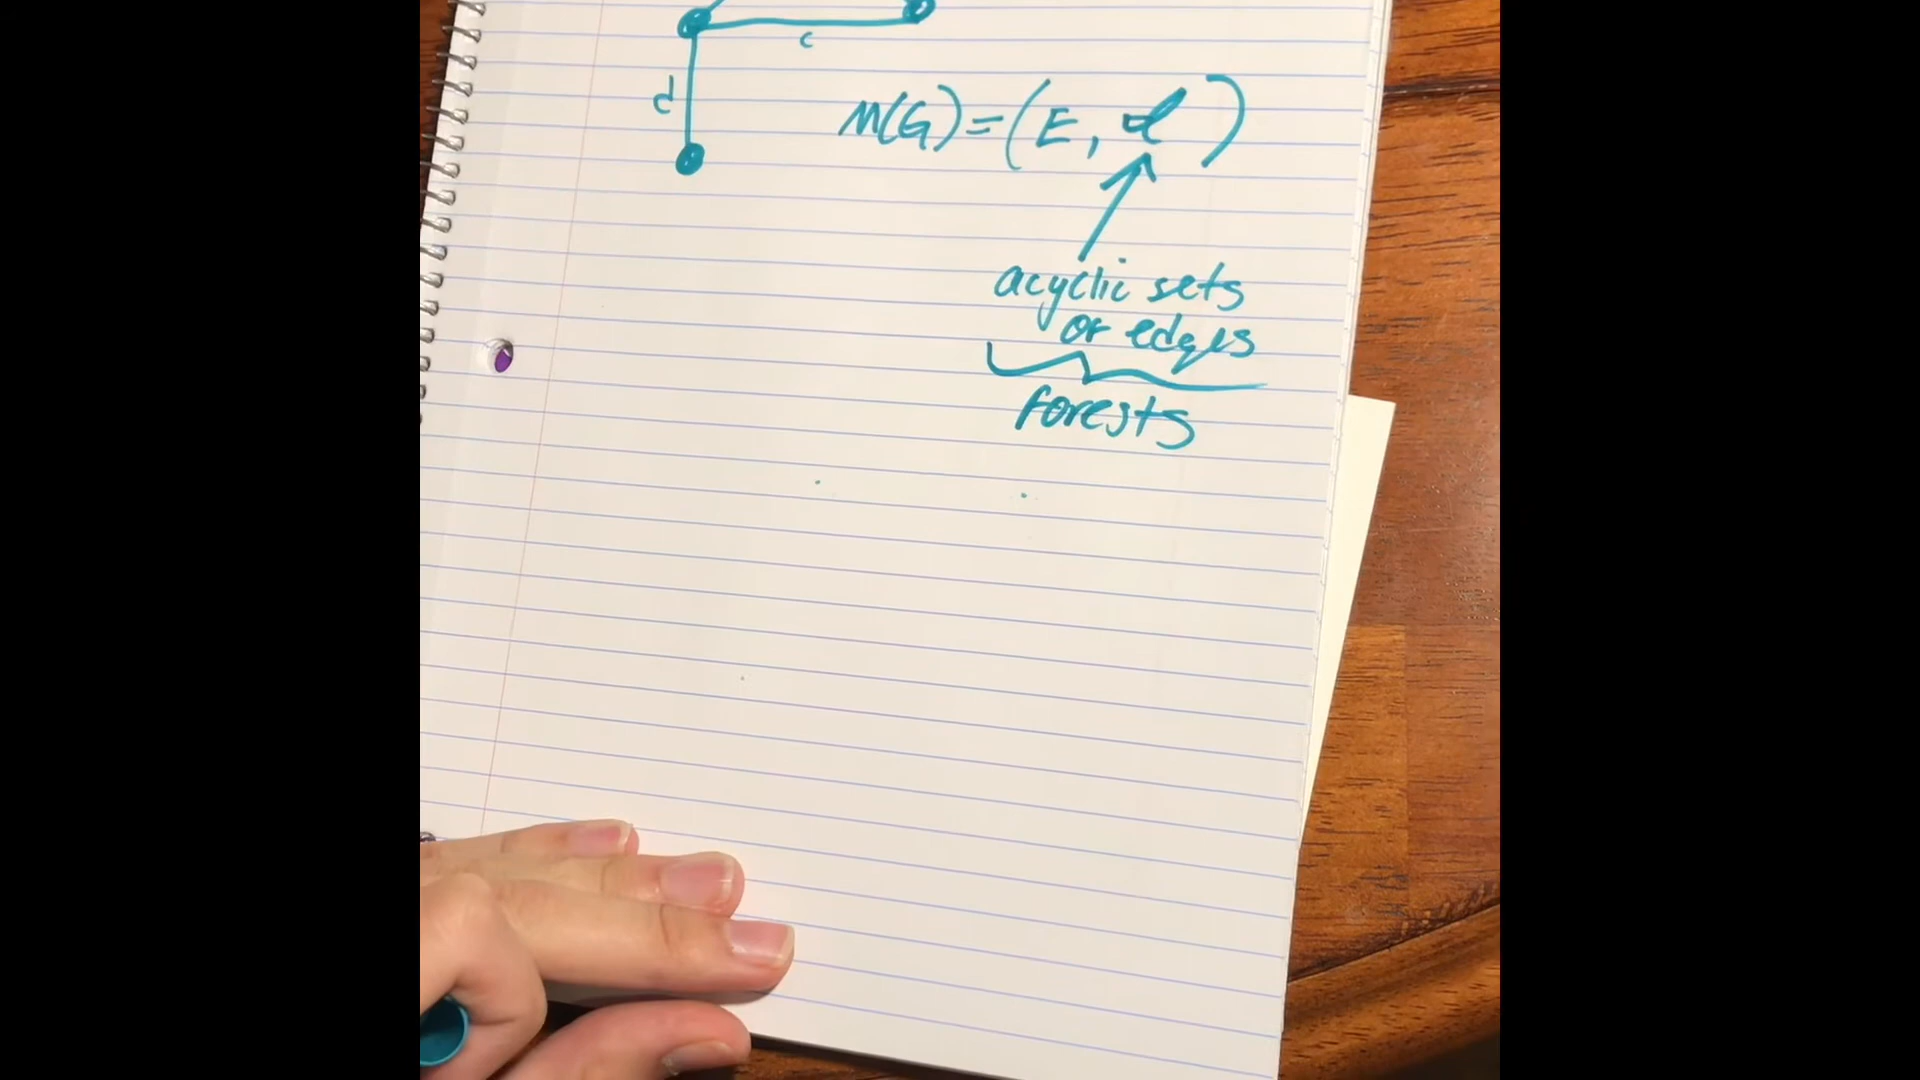 c
d
M(G) = (E, ℐ)
acyclic sets
of edges
forests